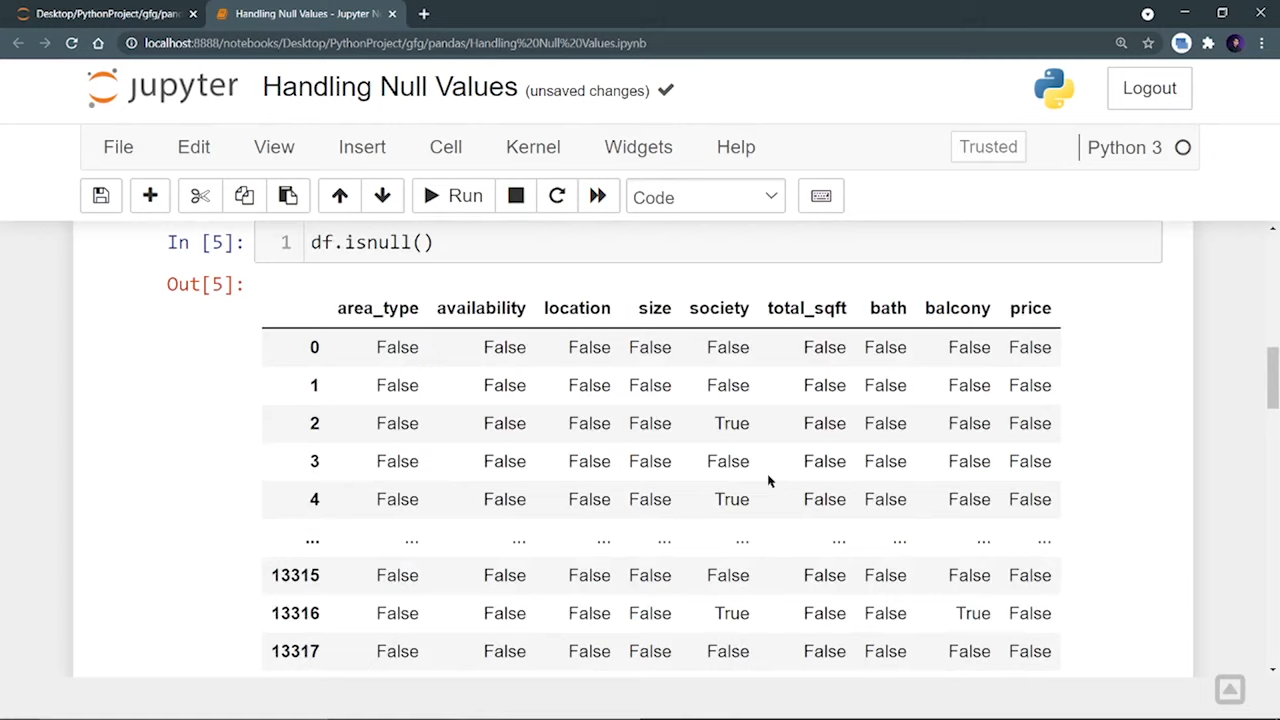 Desktop/PythonProject/gfg/pand
Handling Null Values - Jupyter N
localhost:8888/notebooks/Desktop/PythonProject/gfg/pandas/Handling%20Null%20Values.ipynb
jupyter Handling Null Values (unsaved changes) Logout
File Edit View Insert Cell Kernel Widgets Help Trusted Python 3
Run Code
In [5]: 1 df.isnull()
Out[5]:
area_type availability location size society total_sqft bath balcony price
0 False False False False False False False False False
1 False False False False False False False False False
2 False False False False True False False False False
3 False False False False False False False False False
4 False False False False True False False False False
... ... ... ... ... ... ... ... ... ...
13315 False False False False False False False False False
13316 False False False False True False False True False
13317 False False False False False False False False False